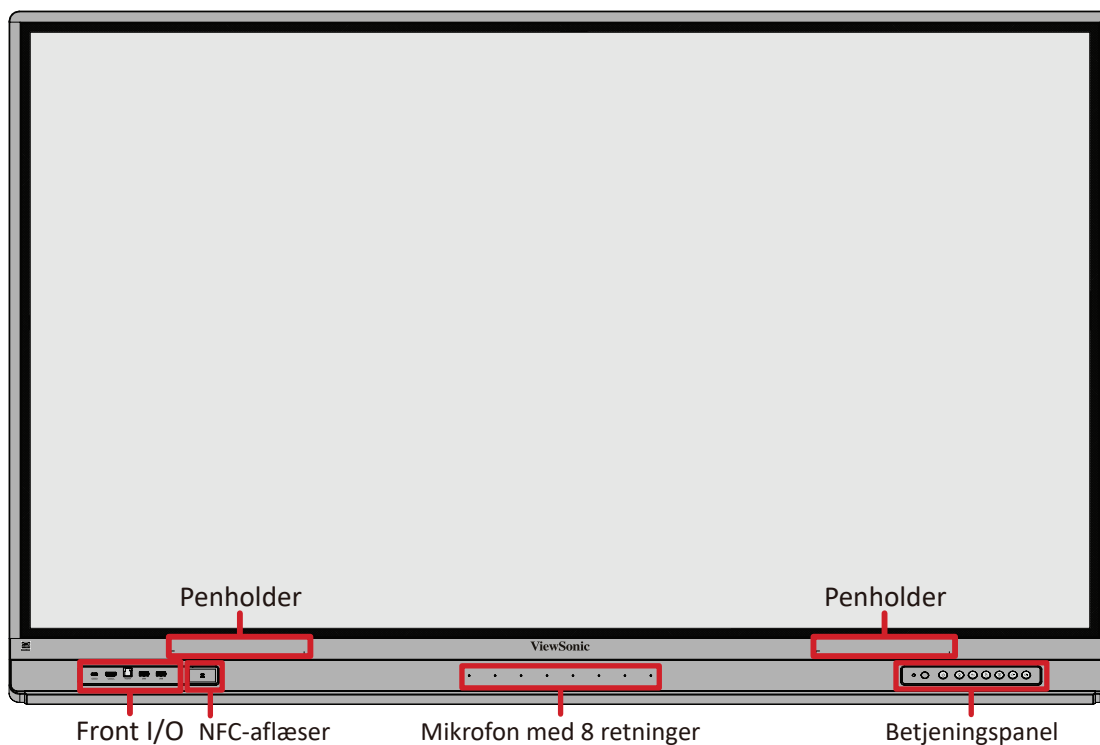 Penholder
Penholder
ViewSonic
Front I/O
NFC-aflæser
Mikrofon med 8 retninger
Betjeningspanel